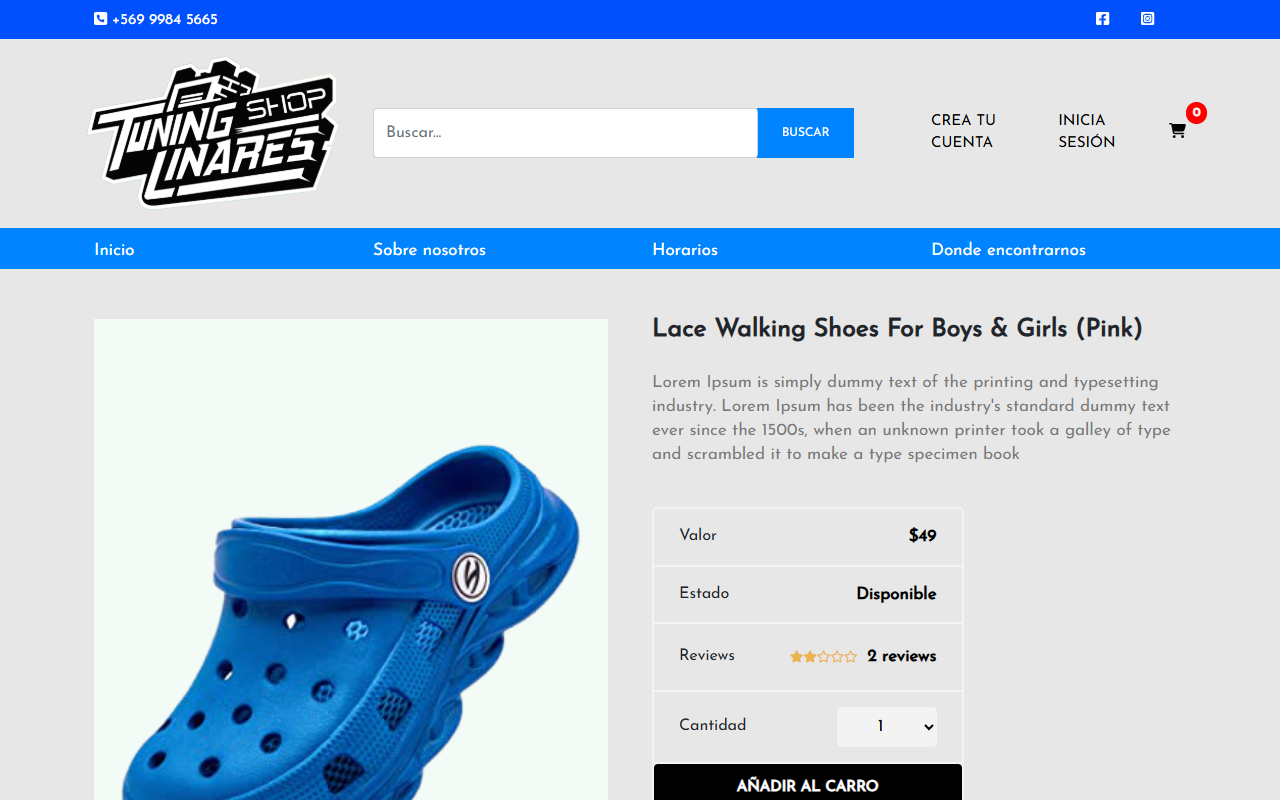 +569 9984 5665
TUNING SHOP
LINARES
Buscar...
BUSCAR
CREA TU
CUENTA
INICIA
SESIÓN
0
Inicio
Sobre nosotros
Horarios
Donde encontrarnos
Lace Walking Shoes For Boys & Girls (Pink)
Lorem Ipsum is simply dummy text of the printing and typesetting
industry. Lorem Ipsum has been the industry's standard dummy text
ever since the 1500s, when an unknown printer took a galley of type
and scrambled it to make a type specimen book
Valor $49
Estado Disponible
Reviews 2 reviews
Cantidad 1
AÑADIR AL CARRO